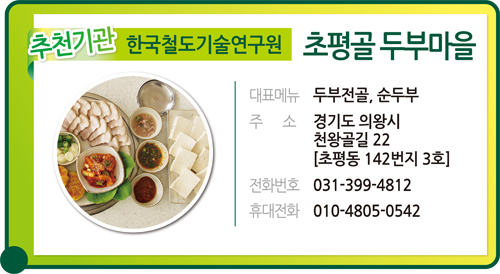 추천기관 한국철도기술연구원 초평골 두부마을
대표메뉴 두부전골, 순두부
주 소 경기도 의왕시
천왕골길 22
[초평동 142번지 3호]
전화번호 031-399-4812
휴대전화 010-4805-0542